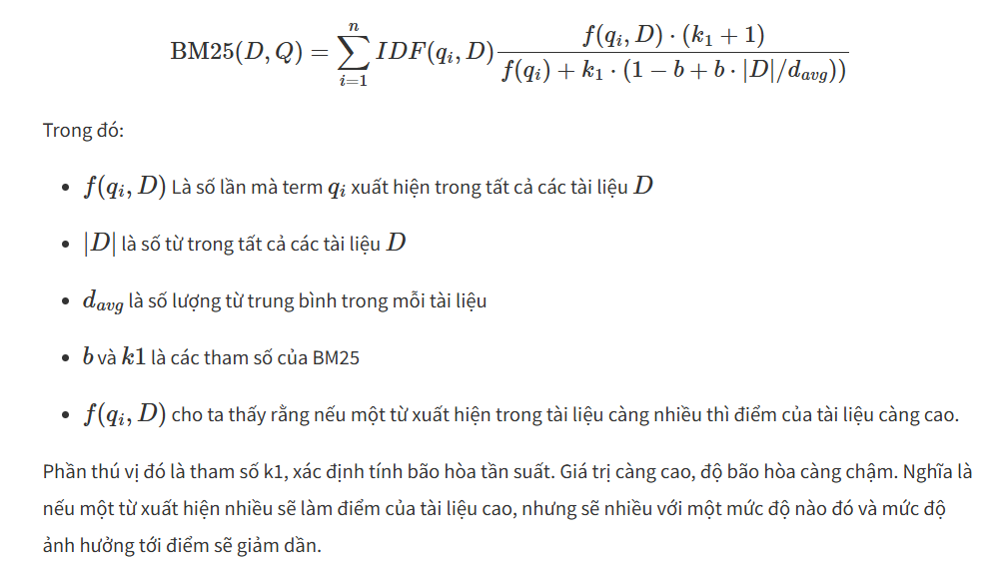 BM25(D, Q) = \sum_{i=1}^{n} IDF(q_i, D) \frac{f(q_i, D) \cdot (k_1 + 1)}{f(q_i) + k_1 \cdot (1 - b + b \cdot |D|/d_{avg}))}
Trong đó:
• f(q_i, D) Là số lần mà term q_i xuất hiện trong tất cả các tài liệu D
• |D| là số từ trong tất cả các tài liệu D
• d_{avg} là số lượng từ trung bình trong mỗi tài liệu
• b và k1 là các tham số của BM25
• f(q_i, D) cho ta thấy rằng nếu một từ xuất hiện trong tài liệu càng nhiều thì điểm của tài liệu càng cao.
Phần thú vị đó là tham số k1, xác định tính bão hòa tần suất. Giá trị càng cao, độ bão hòa càng chậm. Nghĩa là
nếu một từ xuất hiện nhiều sẽ làm điểm của tài liệu cao, nhưng sẽ nhiều với một mức độ nào đó và mức độ
ảnh hưởng tới điểm sẽ giảm dần.